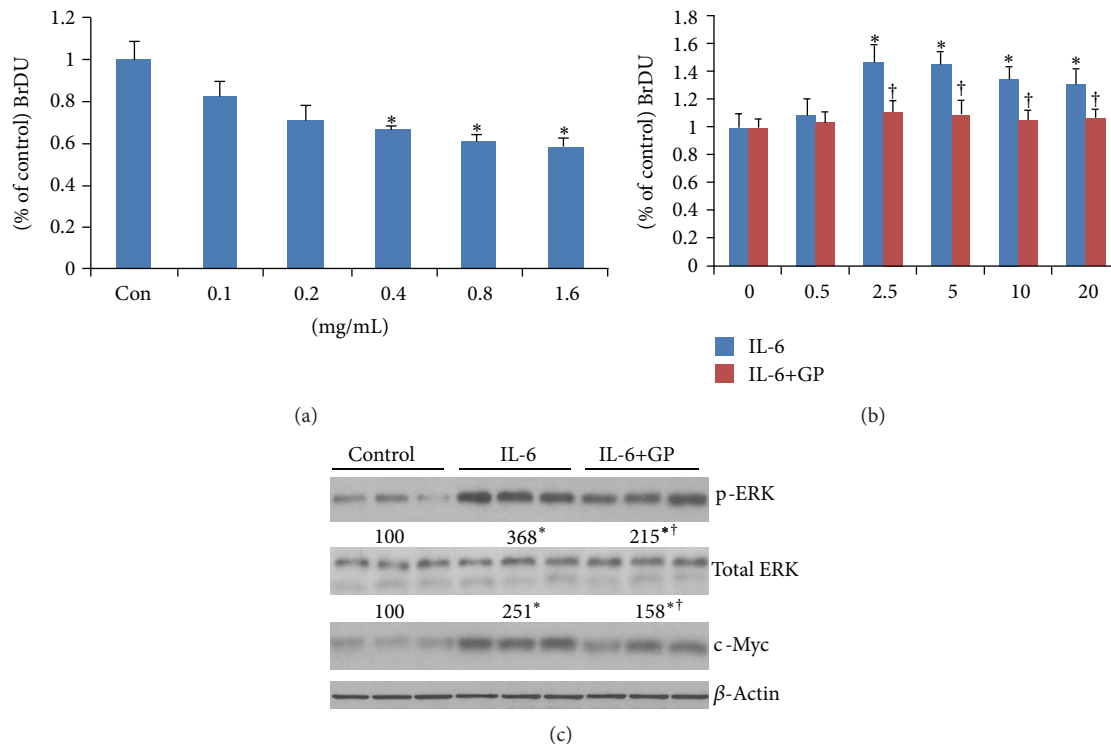 1.2
1
0.8
0.6
0.4
0.2
0
(% of control) BrDU
* * *
Con 0.1 0.2 0.4 0.8 1.6
(mg/mL)
(a)
1.8
1.6
1.4
1.2
1
0.8
0.6
0.4
0.2
0
(% of control) BrDU
* * * *
† † † †
0 0.5 2.5 5 10 20
IL-6
IL-6+GP
(b)
Control IL-6 IL-6+GP
p-ERK
100 368* 215*†
Total ERK
100 251* 158*†
c-Myc
β-Actin
(c)